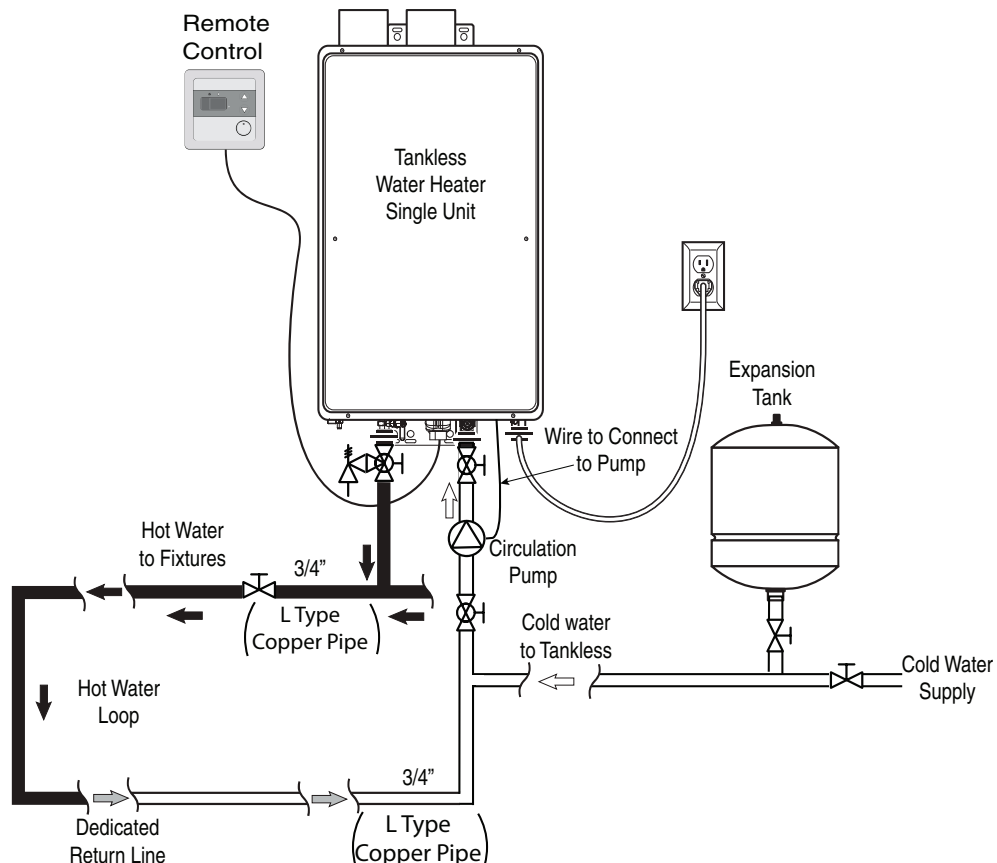 Remote
Control
Tankless
Water Heater
Single Unit
Expansion
Tank
Wire to Connect
to Pump
Hot Water
to Fixtures
3/4”
L Type
(Copper Pipe)
Circulation
Pump
Cold water
to Tankless
Cold Water
Supply
Hot Water
Loop
3/4”
Dedicated
Return Line
L Type
(Copper Pipe)